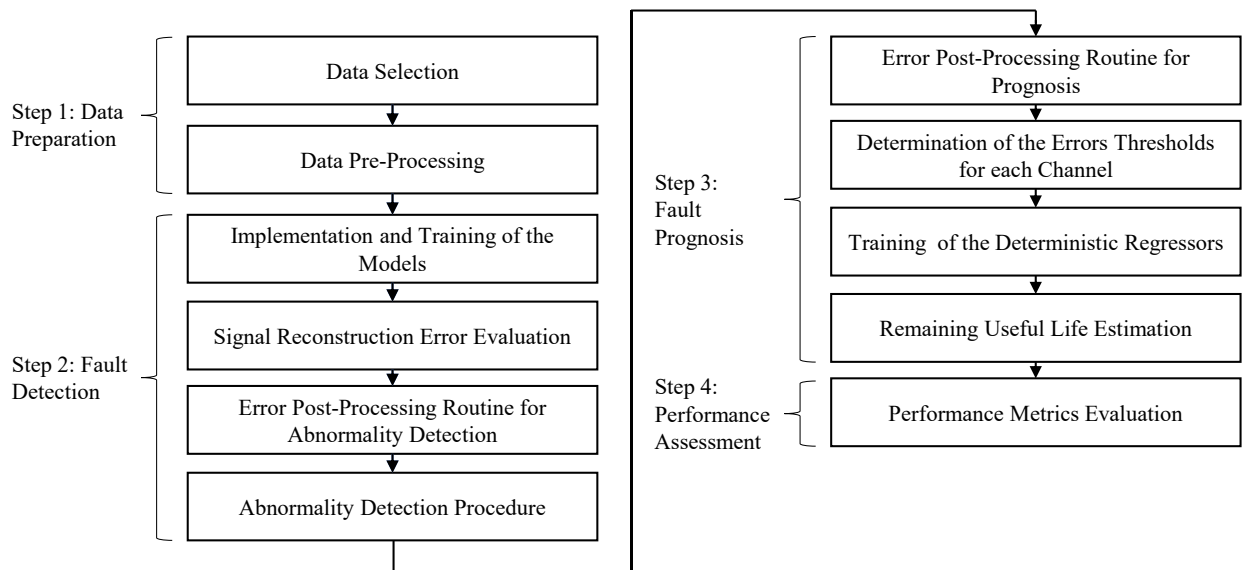 Step 1: Data
Preparation
Data Selection
Data Pre-Processing
Step 2: Fault
Detection
Implementation and Training of the
Models
Signal Reconstruction Error Evaluation
Error Post-Processing Routine for
Abnormality Detection
Abnormality Detection Procedure
Step 3:
Fault
Prognosis
Error Post-Processing Routine for
Prognosis
Determination of the Errors Thresholds
for each Channel
Training of the Deterministic Regressors
Remaining Useful Life Estimation
Step 4:
Performance
Assessment
Performance Metrics Evaluation